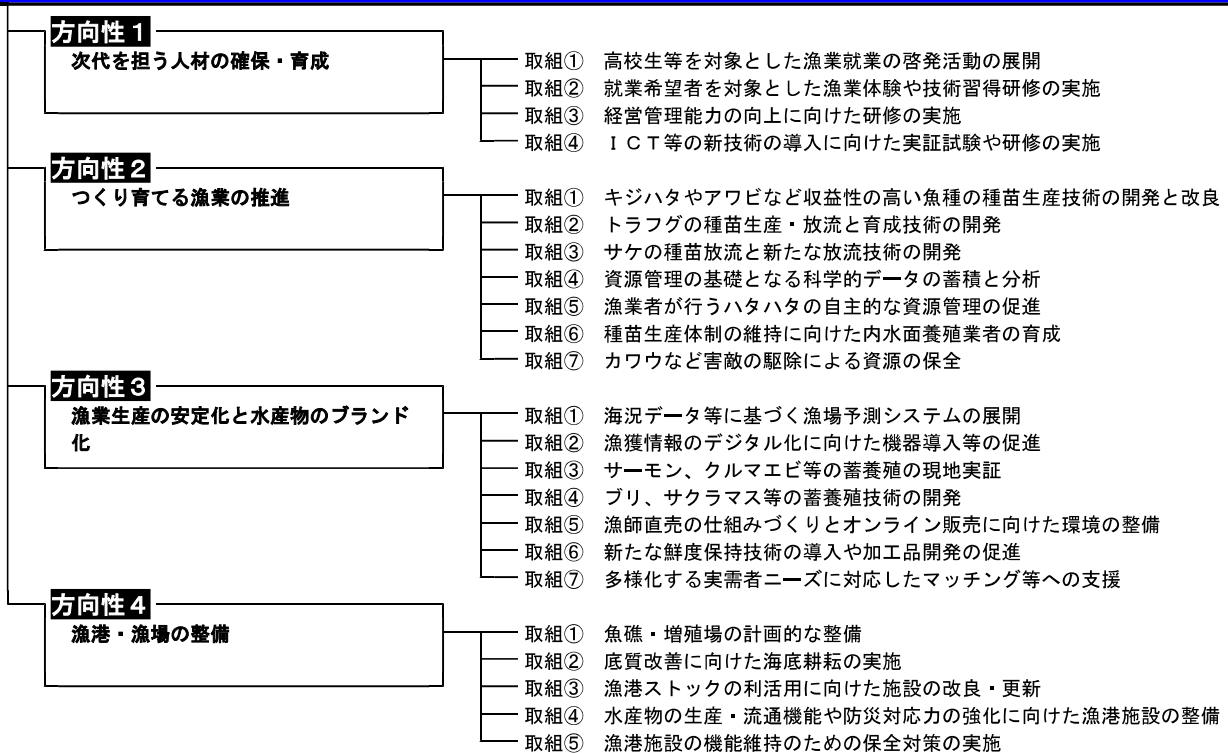 方向性１
次代を担う人材の確保・育成
取組① 高校生等を対象とした漁業就業の啓発活動の展開
取組② 就業希望者を対象とした漁業体験や技術習得研修の実施
取組③ 経営管理能力の向上に向けた研修の実施
取組④ ＩＣＴ等の新技術の導入に向けた実証試験や研修の実施
方向性２
つくり育てる漁業の推進
取組① キジハタやアワビなど収益性の高い魚種の種苗生産技術の開発と改良
取組② トラフグの種苗生産・放流と育成技術の開発
取組③ サケの種苗放流と新たな放流技術の開発
取組④ 資源管理の基礎となる科学的データの蓄積と分析
取組⑤ 漁業者が行うハタハタの自主的な資源管理の促進
取組⑥ 種苗生産体制の維持に向けた内水面養殖業者の育成
取組⑦ カワウなど害敵の駆除による資源の保全
方向性３
漁業生産の安定化と水産物のブランド
化
取組① 海況データ等に基づく漁場予測システムの展開
取組② 漁獲情報のデジタル化に向けた機器導入等の促進
取組③ サーモン、クルマエビ等の蓄養殖の現地実証
取組④ ブリ、サクラマス等の蓄養殖技術の開発
取組⑤ 漁師直売の仕組みづくりとオンライン販売に向けた環境の整備
取組⑥ 新たな鮮度保持技術の導入や加工品開発の促進
取組⑦ 多様化する実需者ニーズに対応したマッチング等への支援
方向性４
漁港・漁場の整備
取組① 魚礁・増殖場の計画的な整備
取組② 底質改善に向けた海底耕耘の実施
取組③ 漁港ストックの利活用に向けた施設の改良・更新
取組④ 水産物の生産・流通機能や防災対応力の強化に向けた漁港施設の整備
取組⑤ 漁港施設の機能維持のための保全対策の実施